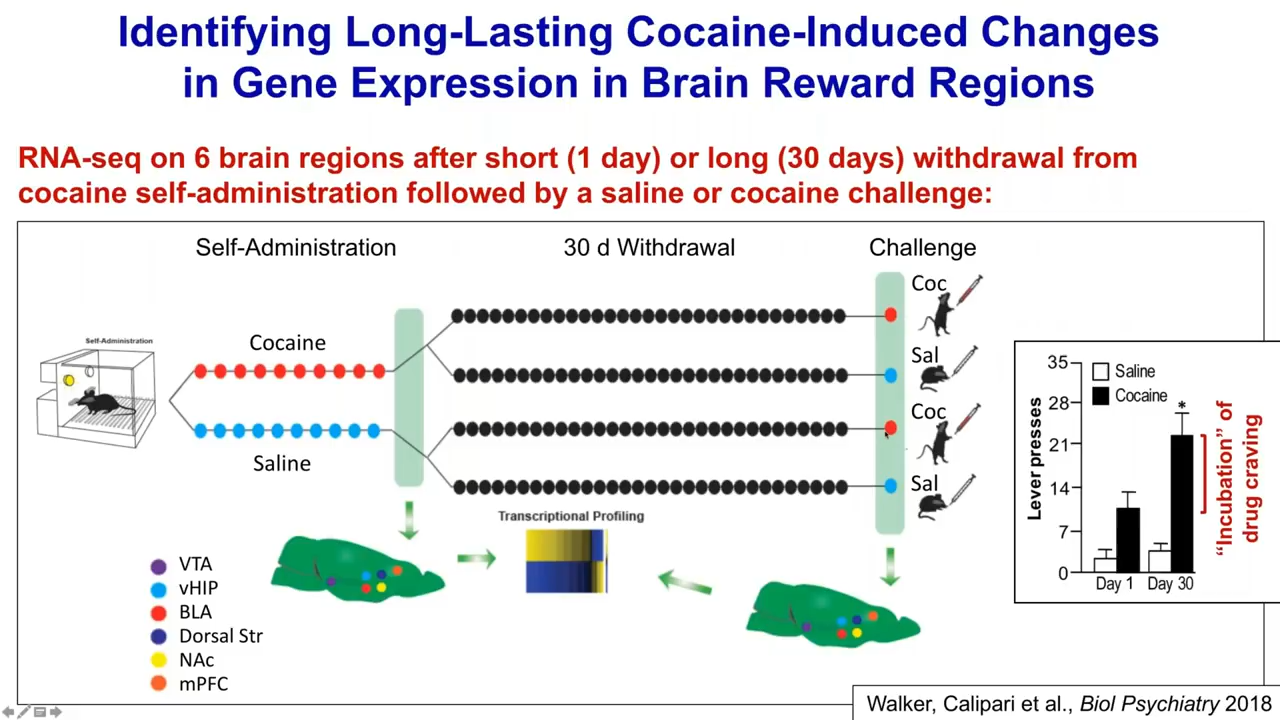 Identifying Long-Lasting Cocaine-Induced Changes
in Gene Expression in Brain Reward Regions
RNA-seq on 6 brain regions after short (1 day) or long (30 days) withdrawal from
cocaine self-administration followed by a saline or cocaine challenge:
Self-Administration
30 d Withdrawal
Challenge
Self-Administration
Cocaine
Saline
Coc
Sal
Coc
Sal
Transcriptional Profiling
VTA
vHIP
BLA
Dorsal Str
NAc
mPFC
Lever presses
35
28
21
14
7
0
Saline
Cocaine
*
Day 1
Day 30
“Incubation” of
drug craving
Walker, Calipari et al., Biol Psychiatry 2018